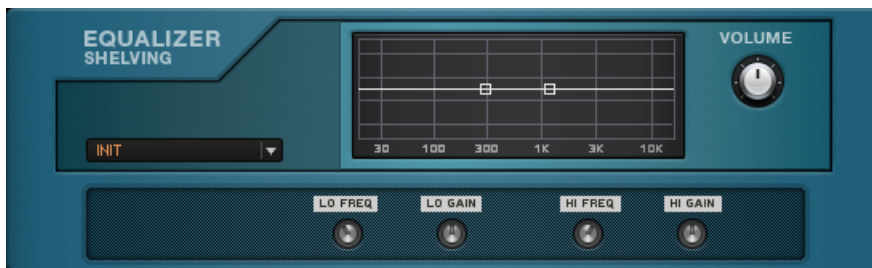 EQUALIZER
SHELVING
VOLUME
INIT
30 100 300 1K 3K 10K
LO FREQ LO GAIN HI FREQ HI GAIN